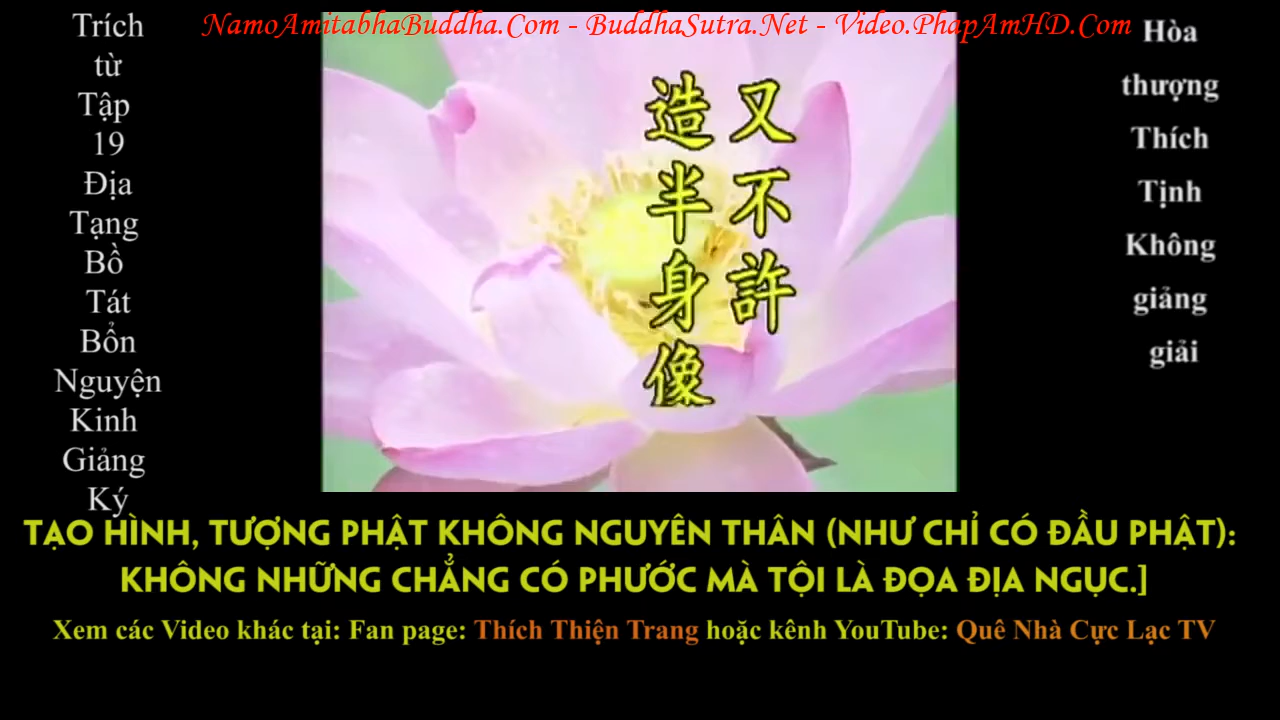 NamoAmitabhaBuddha.Com - BuddhaSutra.Net - Video.PhapAmHD.Com
Trích
từ
Tập
19
Địa
Tạng
Bồ
Tát
Bổn
Nguyện
Kinh
Giảng
Ký
又不許
造半身像
Hòa
thượng
Thích
Tịnh
Không
giảng
giải
TẠO HÌNH, TƯỢNG PHẬT KHÔNG NGUYÊN THÂN (NHƯ CHỈ CÓ ĐẦU PHẬT):
KHÔNG NHỮNG CHẲNG CÓ PHƯỚC MÀ TỘI LÀ ĐỌA ĐỊA NGỤC.]
Xem các Video khác tại: Fan page: Thích Thiện Trang hoặc kênh YouTube: Quê Nhà Cực Lạc TV